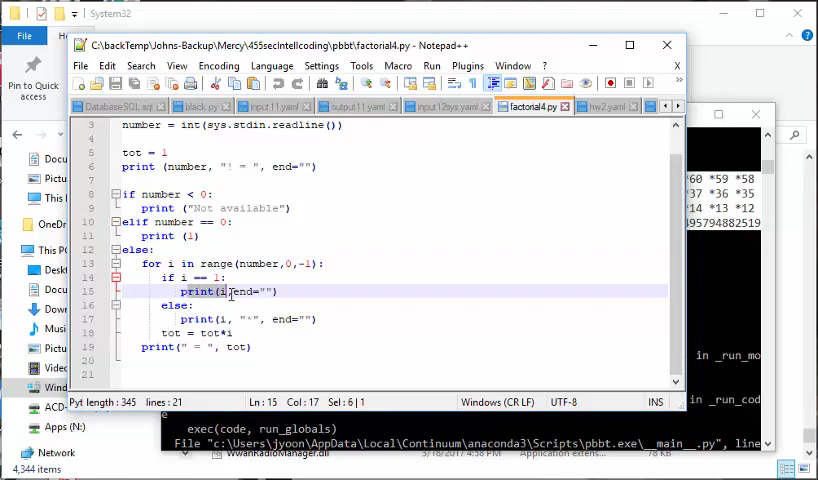 System32
C:\backTemp\Johns-Backup\Mercy\455secIntellcoding\pbbt\factorial4.py - Notepad++
File
File Edit Search View Encoding Language Settings Tools Macro Run Plugins Window ? X
Pin to Quick access
DatabaseSQL.sql black.py input11.yaml output11.yaml input12sys.yaml factorial4.py hw2.yaml
3 number = int(sys.stdin.readline())
4
5 tot = 1
6 print (number, "! = ", end="")
7
8 if number < 0:
9 print ("Not available")
10 elif number == 0:
11 print (1)
12 else:
13 for i in range(number,0,-1):
14 if i == 1:
15 print(i,end="")
16 else:
17 print(i, "*", end="")
18 tot = tot*i
19 print(" = ", tot)
20
21
Docu
Pictu
This
OneDri
This PC
Deskt
Docu
Down
Musi
Pictu
Video
Wind
ACD-
Apps (N:)
Network
*60 *59 *58
*37 *36 *35
*14 *13 *12
495794882519
in _run_mo
in _run_cod
e
Pyt length : 345 lines : 21 Ln : 15 Col : 17 Sel : 6 | 1 Windows (CR LF) UTF-8 INS
exec(code, run_globals)
File "c:\Users\jyoon\AppData\Local\Continuum\anaconda3\Scripts\pbbt.exe\__main__.py", line
WwanRadioManager.dll 3/18/2017 4:58 PM Application extens... 78 KB
4,344 items